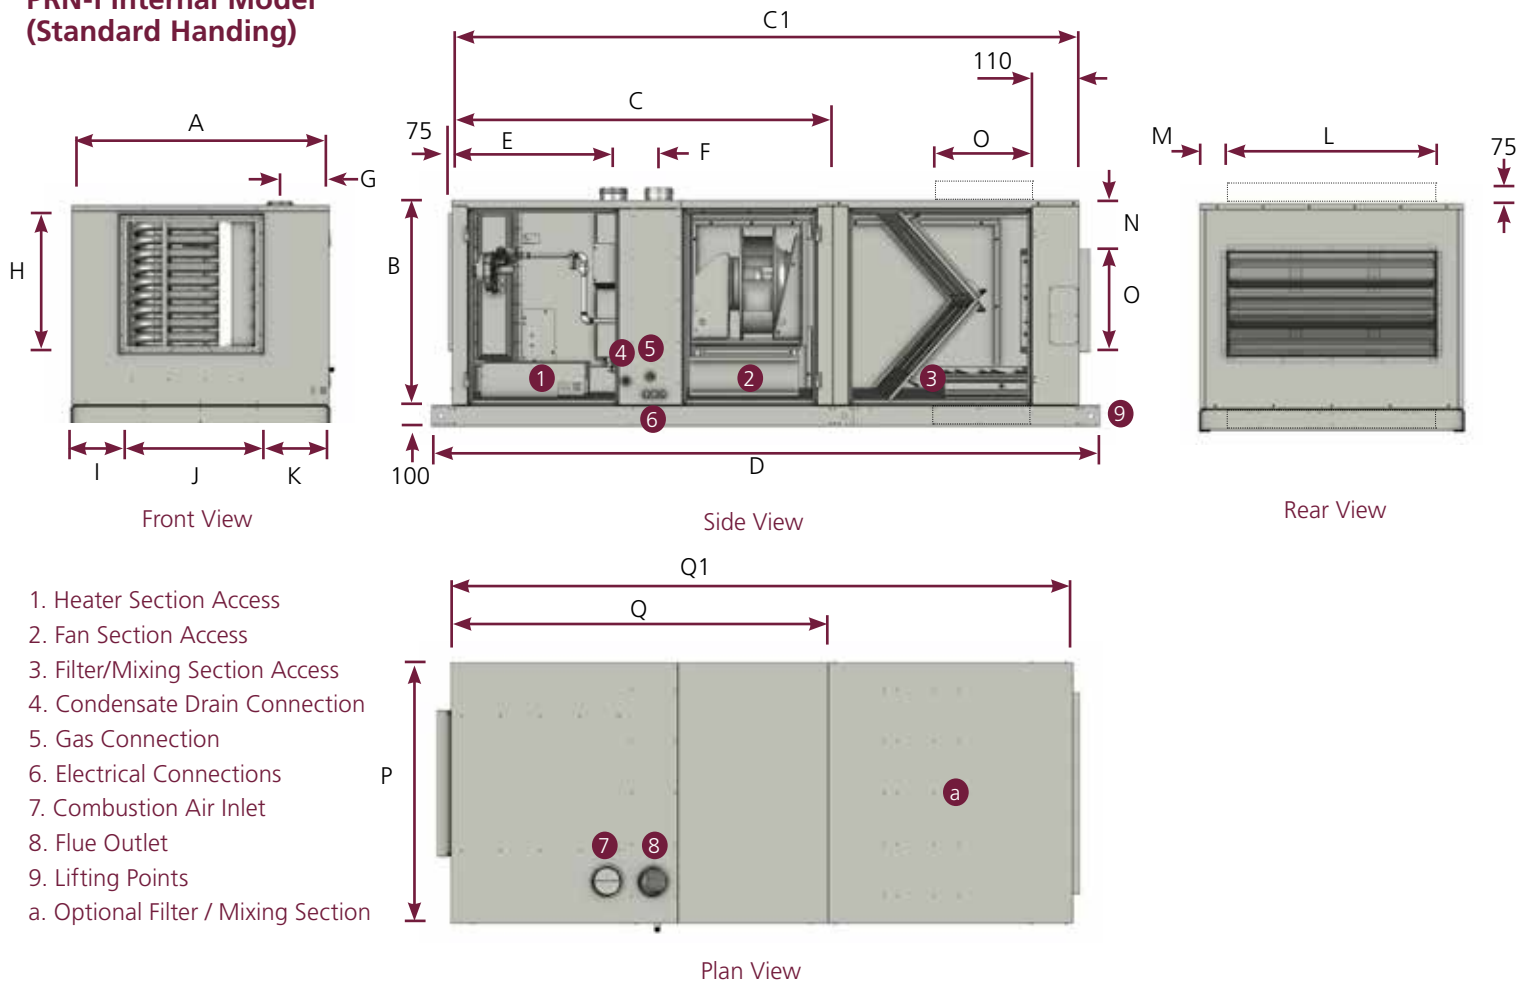 PRN-I Internal Model
(Standard Handing)
C1
110
C
A
75
E
F
O
M
L
75
G
N
H
B
O
4
5
1
2
3
9
6
I
J
K
100
D
Front View
Side View
Rear View
Q1
1. Heater Section Access
Q
2. Fan Section Access
3. Filter/Mixing Section Access
4. Condensate Drain Connection
5. Gas Connection
6. Electrical Connections
P
a
7. Combustion Air Inlet
7
8
8. Flue Outlet
9. Lifting Points
a. Optional Filter / Mixing Section
Plan View